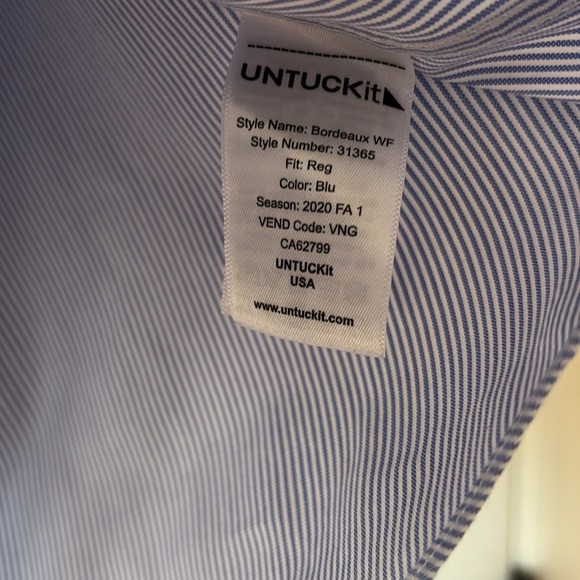 UNTUCKit
Style Name: Bordeaux WF
Style Number: 31365
Fit: Reg
Color: Blu
Season: 2020 FA 1
VEND Code: VNG
CA62799
UNTUCKit
USA
www.untuckit.com